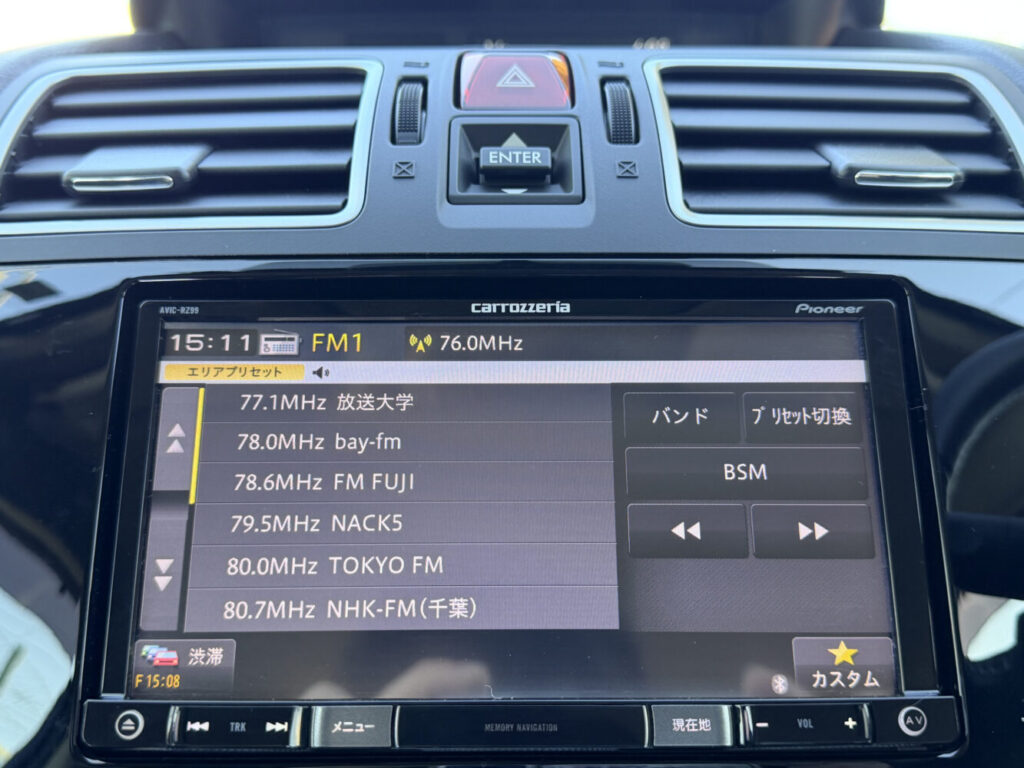 ENTER
AVIC-RZ99
carrozzeria
Pioneer
15:11 FM1 76.0MHz
エリアプリセット
77.1MHz 放送大学
78.0MHz bay-fm
78.6MHz FM FUJI
79.5MHz NACK5
80.0MHz TOKYO FM
80.7MHz NHK-FM(千葉)
バンド
プリセット切換
BSM
渋滞
F 15:08
カスタム
TRK
メニュー
MEMORY NAVIGATION
現在地
− VOL +
AV